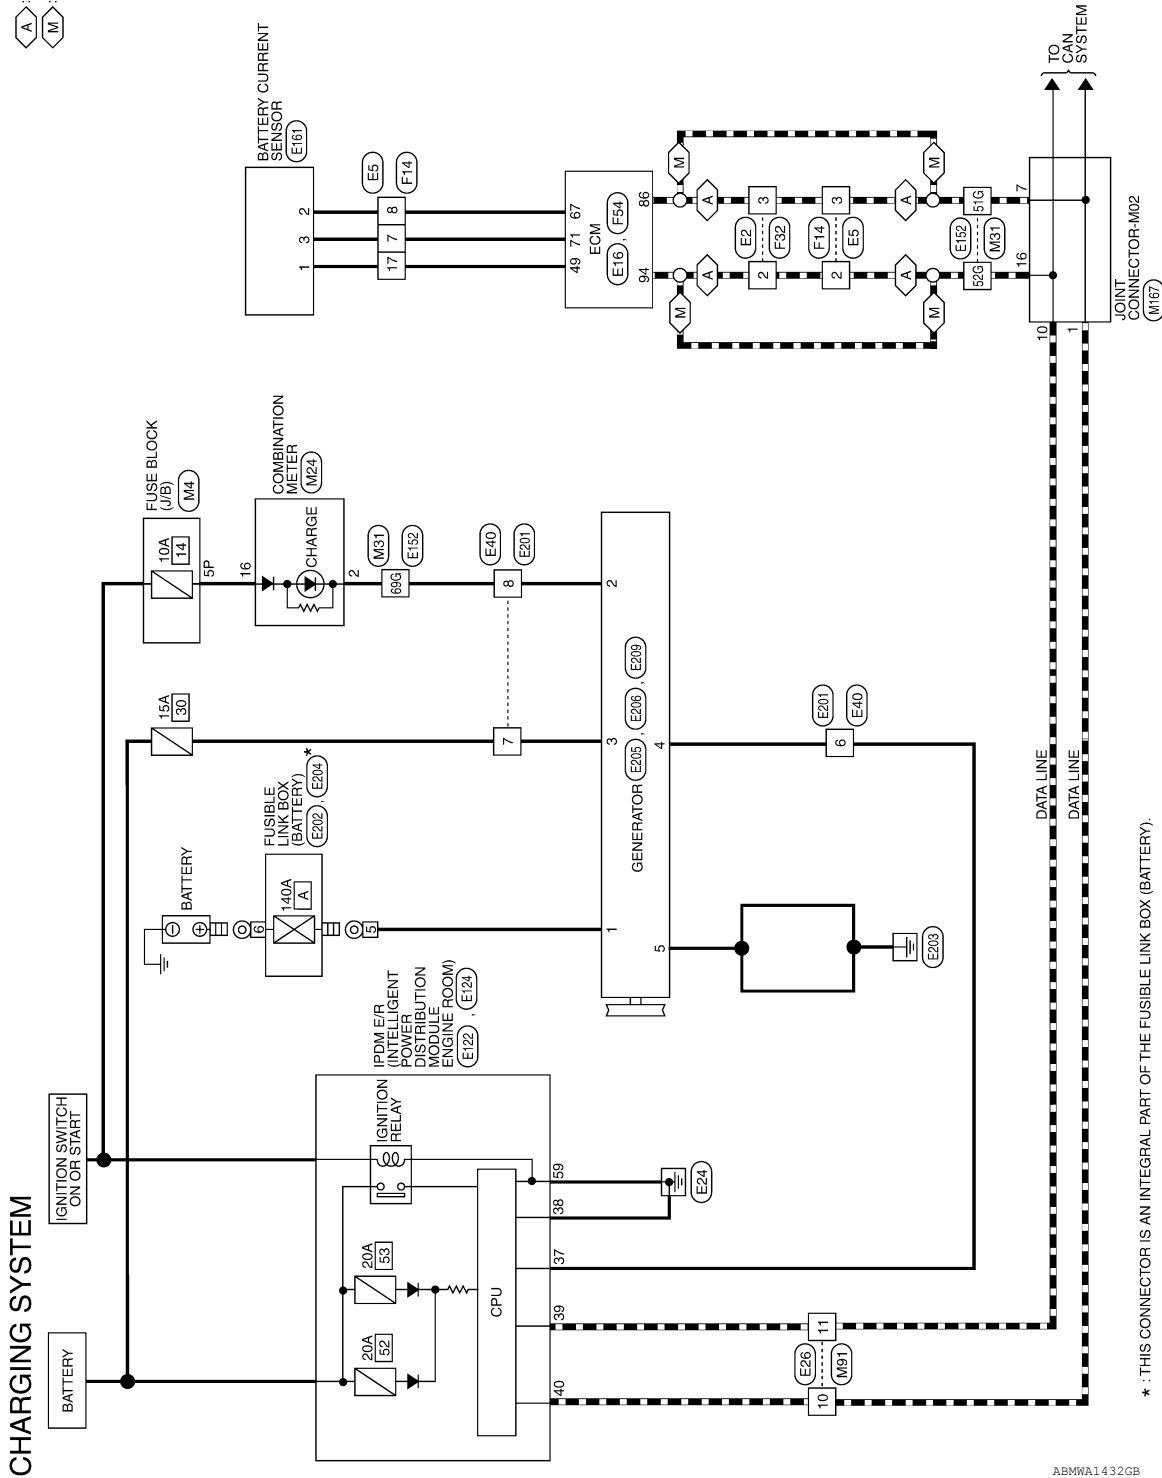 CHARGING SYSTEM
BATTERY
IGNITION SWITCH
ON OR START
A :
M :
20A
52
20A
53
IGNITION
RELAY
CPU
40
39
37
38
59
IPDM E/R
(INTELLIGENT
POWER
DISTRIBUTION
MODULE
ENGINE ROOM)
E122 , E124
E24
BATTERY
− +
6
140A
A
5
FUSIBLE
LINK BOX
(BATTERY)
E202 , E204 *
15A
30
10A
14
5P
FUSE BLOCK
(J/B)
M4
16
CHARGE
2
COMBINATION
METER
M24
69G
M31
E152
7
8
E40
E201
1
3
2
GENERATOR E205 , E206 , E209
5
4
E203
6
E201
E40
BATTERY CURRENT
SENSOR
E161
1
3
2
17
7
8
E5
F14
49
71
67
ECM
E16 , F54
94
86
M
A
A
M
2
E2
F32
3
2
F14
E5
3
M
A
A
M
52G
E152
M31
51G
16
7
10
1
JOINT
CONNECTOR-M02
M167
TO
CAN
SYSTEM
DATA LINE
DATA LINE
10
E26
M91
11
* : THIS CONNECTOR IS AN INTEGRAL PART OF THE FUSIBLE LINK BOX (BATTERY).
ABMWA1432GB